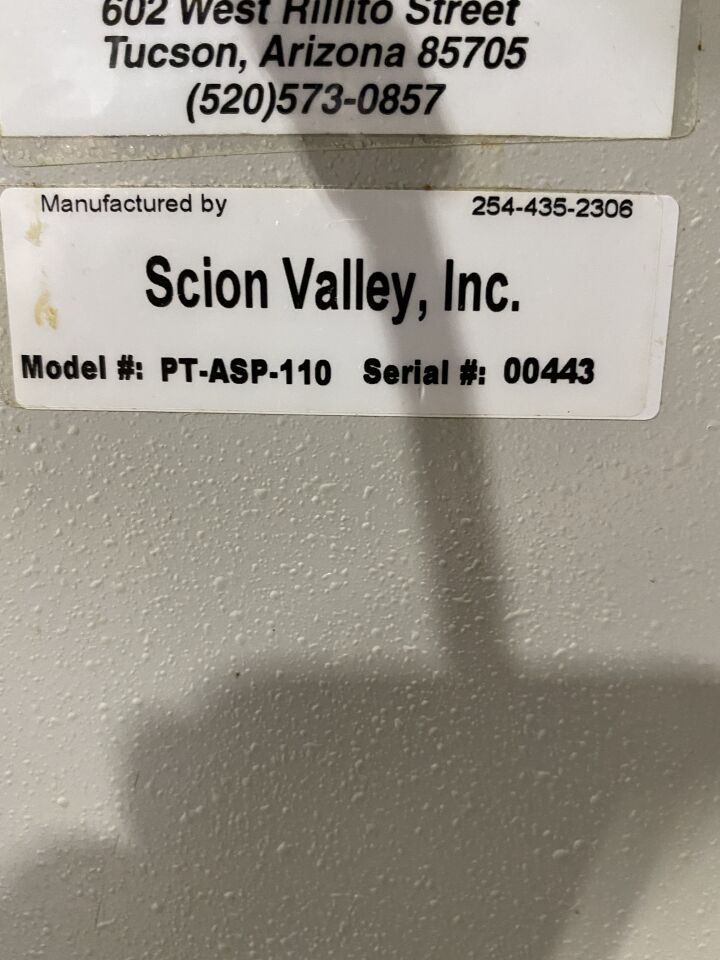 602 West Rillito Street
Tucson, Arizona 85705
(520)573-0857
Manufactured by 254-435-2306
Scion Valley, Inc.
Model #: PT-ASP-110 Serial #: 00443